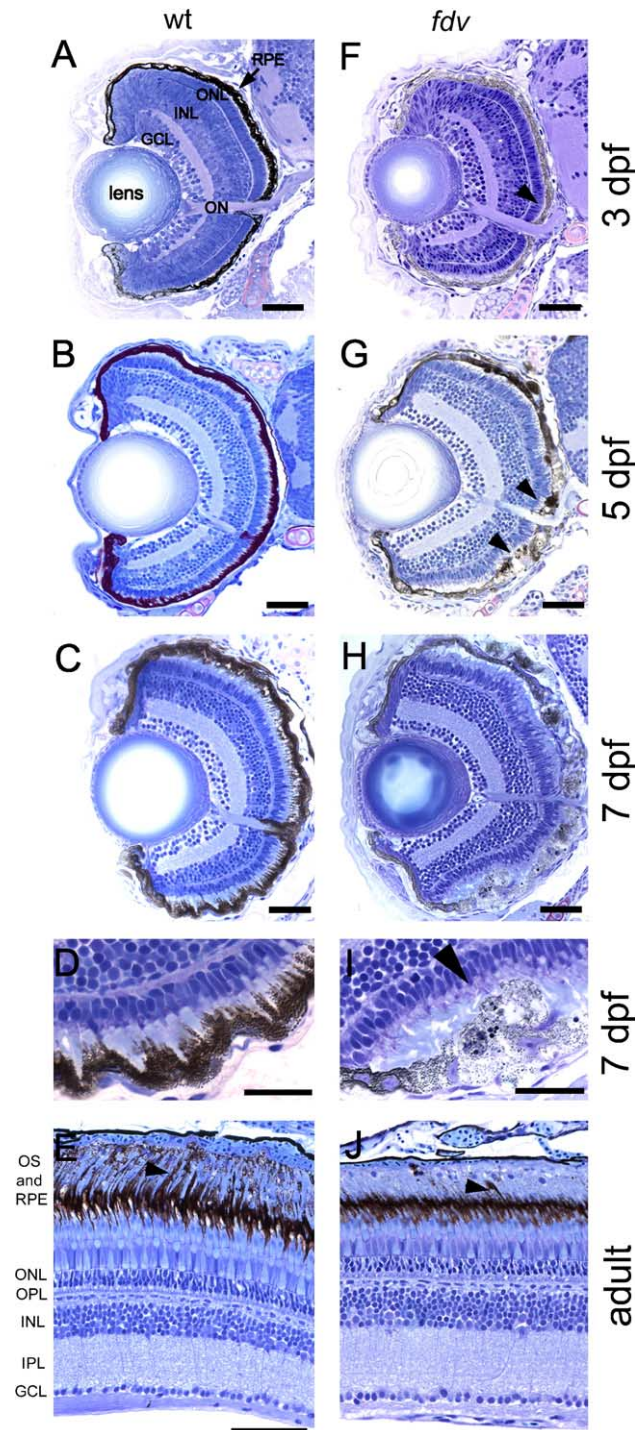 wt
fdv
A
RPE
ONL
INL
GCL
lens
ON
F
3 dpf
B
G
5 dpf
C
H
7 dpf
D
I
7 dpf
E
OS
and
RPE
ONL
OPL
INL
IPL
GCL
J
adult